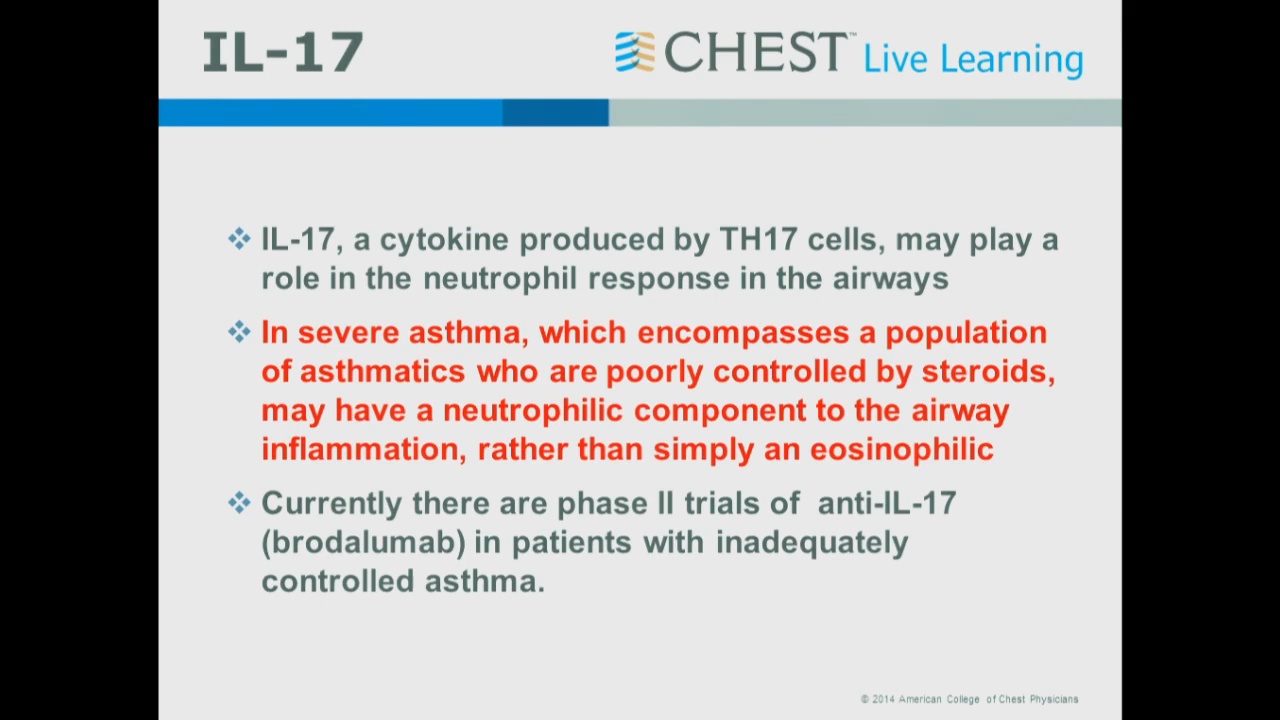 IL-17
CHEST™ Live Learning
❖ IL-17, a cytokine produced by TH17 cells, may play a
role in the neutrophil response in the airways
❖ In severe asthma, which encompasses a population
of asthmatics who are poorly controlled by steroids,
may have a neutrophilic component to the airway
inflammation, rather than simply an eosinophilic
❖ Currently there are phase II trials of  anti-IL-17
(brodalumab) in patients with inadequately
controlled asthma.
© 2014 American College of Chest Physicians